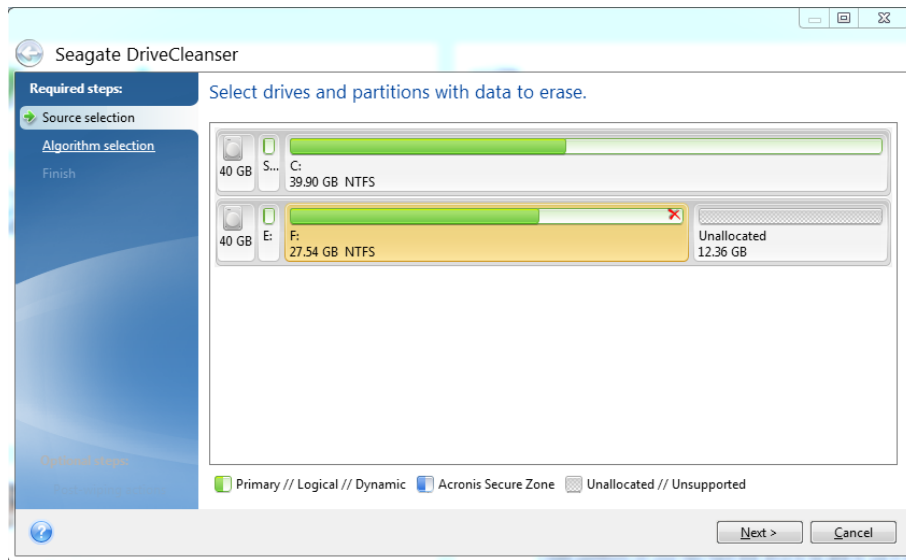 Seagate DriveCleanser
Required steps:
Select drives and partitions with data to erase.
Source selection
Algorithm selection
Finish
40 GB
S...
C:
39.90 GB NTFS
40 GB
E:
F:
27.54 GB NTFS
Unallocated
12.36 GB
Primary // Logical // Dynamic
Acronis Secure Zone
Unallocated // Unsupported
Next >
Cancel